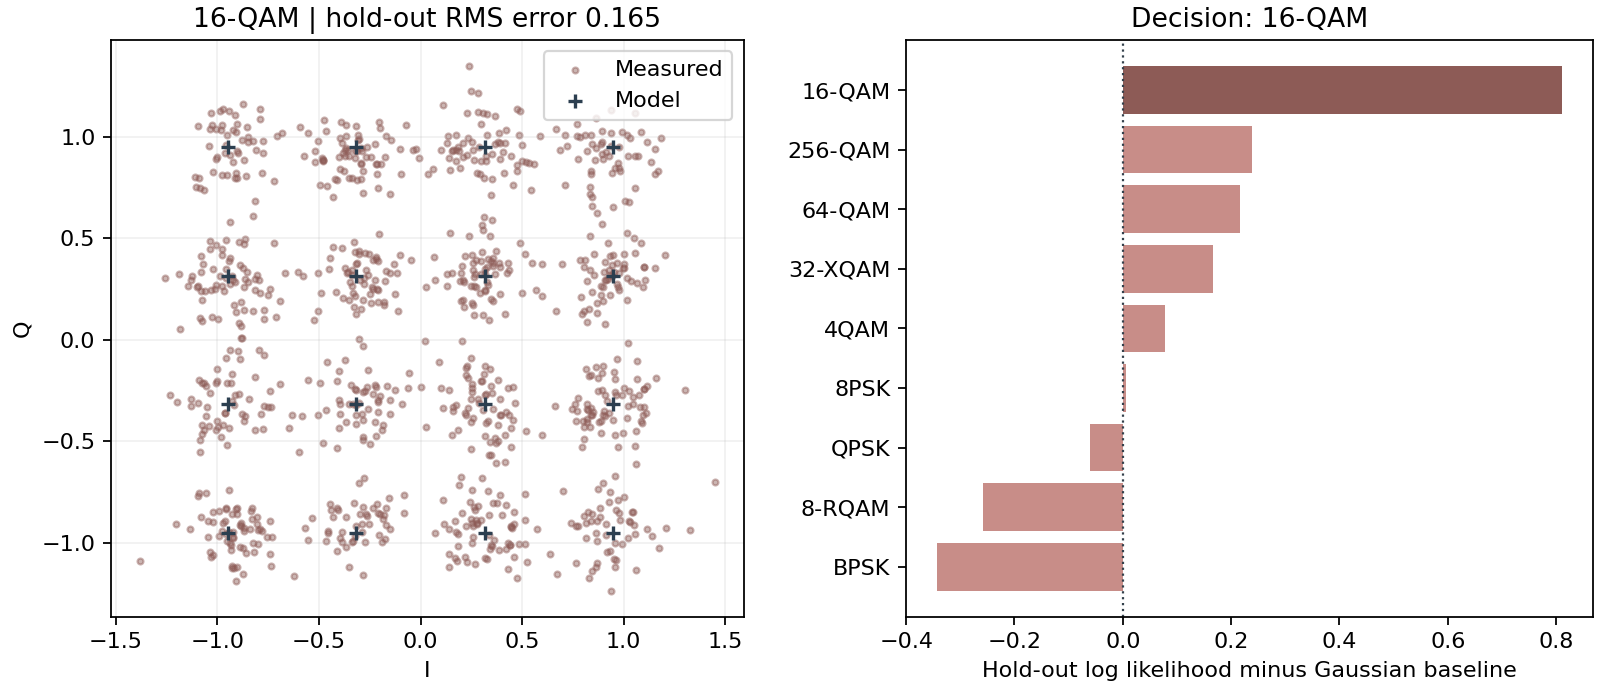 16-QAM | hold-out RMS error 0.165
Measured
Model
1.0
0.5
0.0
−0.5
−1.0
Q
−1.5
−1.0
−0.5
0.0
0.5
1.0
1.5
I
Decision: 16-QAM
16-QAM
256-QAM
64-QAM
32-XQAM
4QAM
8PSK
QPSK
8-RQAM
BPSK
−0.4
−0.2
0.0
0.2
0.4
0.6
0.8
Hold-out log likelihood minus Gaussian baseline